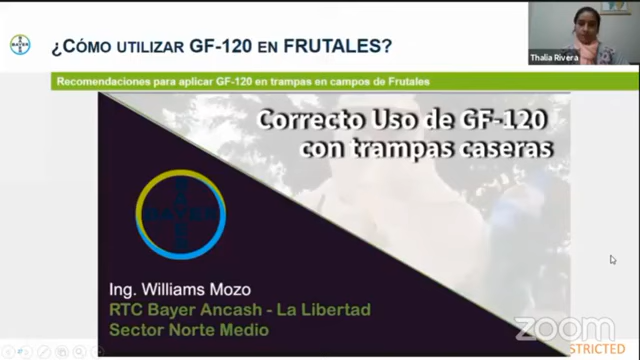 ¿CÓMO UTILIZAR GF-120 EN FRUTALES?
Thalia Rivera
Recomendaciones para aplicar GF-120 en trampas en campos de Frutales
Correcto Uso de GF-120
con trampas caseras
BAYER
Ing. Williams Mozo
RTC Bayer Ancash - La Libertad
Sector Norte Medio
zoom
STRICTED